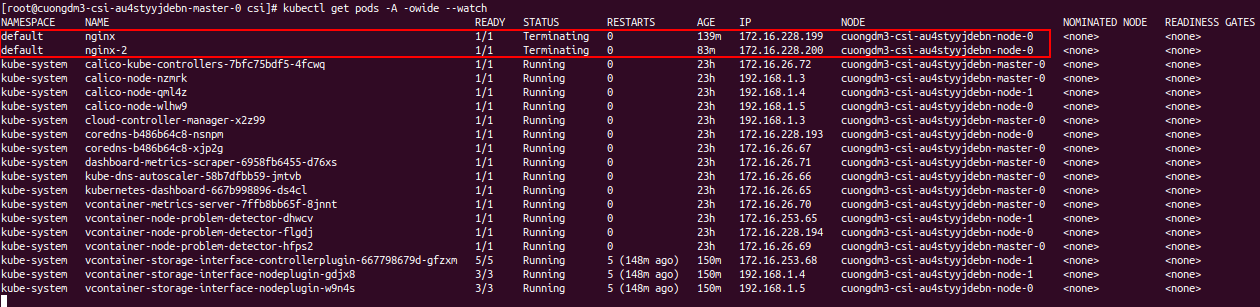 [root@cuongdm3-csi-au4styyjdebn-master-0 csi]# kubectl get pods -A -owide --watch
NAMESPACE NAME READY STATUS RESTARTS AGE IP NODE NOMINATED NODE READINESS GATES
default nginx 1/1 Terminating 0 139m 172.16.228.199 cuongdm3-csi-au4styyjdebn-node-0 <none> <none>
default nginx-2 1/1 Terminating 0 83m 172.16.228.200 cuongdm3-csi-au4styyjdebn-node-0 <none> <none>
kube-system calico-kube-controllers-7bfc75bdf5-4fcwq 1/1 Running 0 23h 172.16.26.72 cuongdm3-csi-au4styyjdebn-master-0 <none> <none>
kube-system calico-node-nzmrk 1/1 Running 0 23h 192.168.1.3 cuongdm3-csi-au4styyjdebn-master-0 <none> <none>
kube-system calico-node-qml4z 1/1 Running 0 23h 192.168.1.4 cuongdm3-csi-au4styyjdebn-node-1 <none> <none>
kube-system calico-node-wlhw9 1/1 Running 0 23h 192.168.1.5 cuongdm3-csi-au4styyjdebn-node-0 <none> <none>
kube-system cloud-controller-manager-x2z99 1/1 Running 0 23h 192.168.1.3 cuongdm3-csi-au4styyjdebn-master-0 <none> <none>
kube-system coredns-b486b64c8-nsnpm 1/1 Running 0 23h 172.16.228.193 cuongdm3-csi-au4styyjdebn-node-0 <none> <none>
kube-system coredns-b486b64c8-xjp2g 1/1 Running 0 23h 172.16.26.67 cuongdm3-csi-au4styyjdebn-master-0 <none> <none>
kube-system dashboard-metrics-scraper-6958fb6455-d76xs 1/1 Running 0 23h 172.16.26.71 cuongdm3-csi-au4styyjdebn-master-0 <none> <none>
kube-system kube-dns-autoscaler-58b7dfbb59-jmtvb 1/1 Running 0 23h 172.16.26.66 cuongdm3-csi-au4styyjdebn-master-0 <none> <none>
kube-system kubernetes-dashboard-667b998896-ds4cl 1/1 Running 0 23h 172.16.26.65 cuongdm3-csi-au4styyjdebn-master-0 <none> <none>
kube-system vcontainer-metrics-server-7ffb8bb65f-8jnnt 1/1 Running 0 23h 172.16.26.70 cuongdm3-csi-au4styyjdebn-master-0 <none> <none>
kube-system vcontainer-node-problem-detector-dhwcv 1/1 Running 0 23h 172.16.253.65 cuongdm3-csi-au4styyjdebn-node-1 <none> <none>
kube-system vcontainer-node-problem-detector-flgdj 1/1 Running 0 23h 172.16.228.194 cuongdm3-csi-au4styyjdebn-node-0 <none> <none>
kube-system vcontainer-node-problem-detector-hfps2 1/1 Running 0 23h 172.16.26.69 cuongdm3-csi-au4styyjdebn-master-0 <none> <none>
kube-system vcontainer-storage-interface-controllerplugin-667798679d-gfzxm 5/5 Running 5 (148m ago) 150m 172.16.253.68 cuongdm3-csi-au4styyjdebn-node-1 <none> <none>
kube-system vcontainer-storage-interface-nodeplugin-gdjx8 3/3 Running 5 (148m ago) 150m 192.168.1.4 cuongdm3-csi-au4styyjdebn-node-1 <none> <none>
kube-system vcontainer-storage-interface-nodeplugin-w9n4s 3/3 Running 5 (148m ago) 150m 192.168.1.5 cuongdm3-csi-au4styyjdebn-node-0 <none> <none>